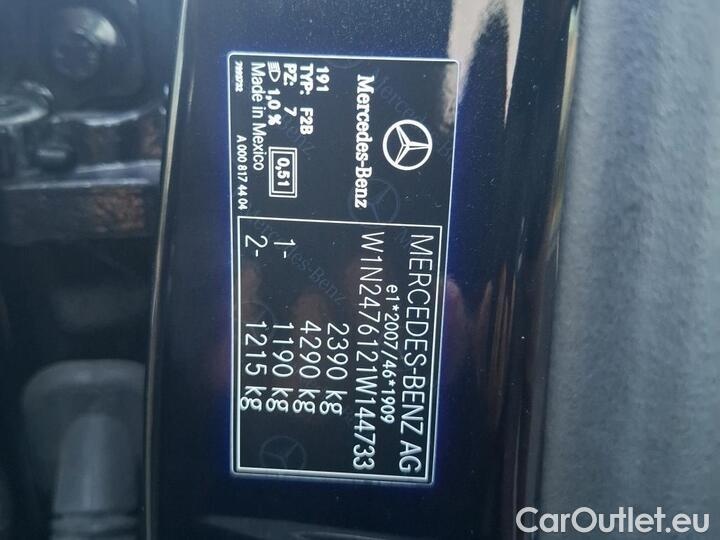 Mercedes-Benz
191
TYP: F2B
PZ: 7
1,0 %
Made in Mexico
0,51
A 000 817 44 04
MERCEDES-BENZ AG
e1*2007/46*1909
W1N2476121W144733
2390 kg
4290 kg
1- 1190 kg
2- 1215 kg
CarOutlet.eu